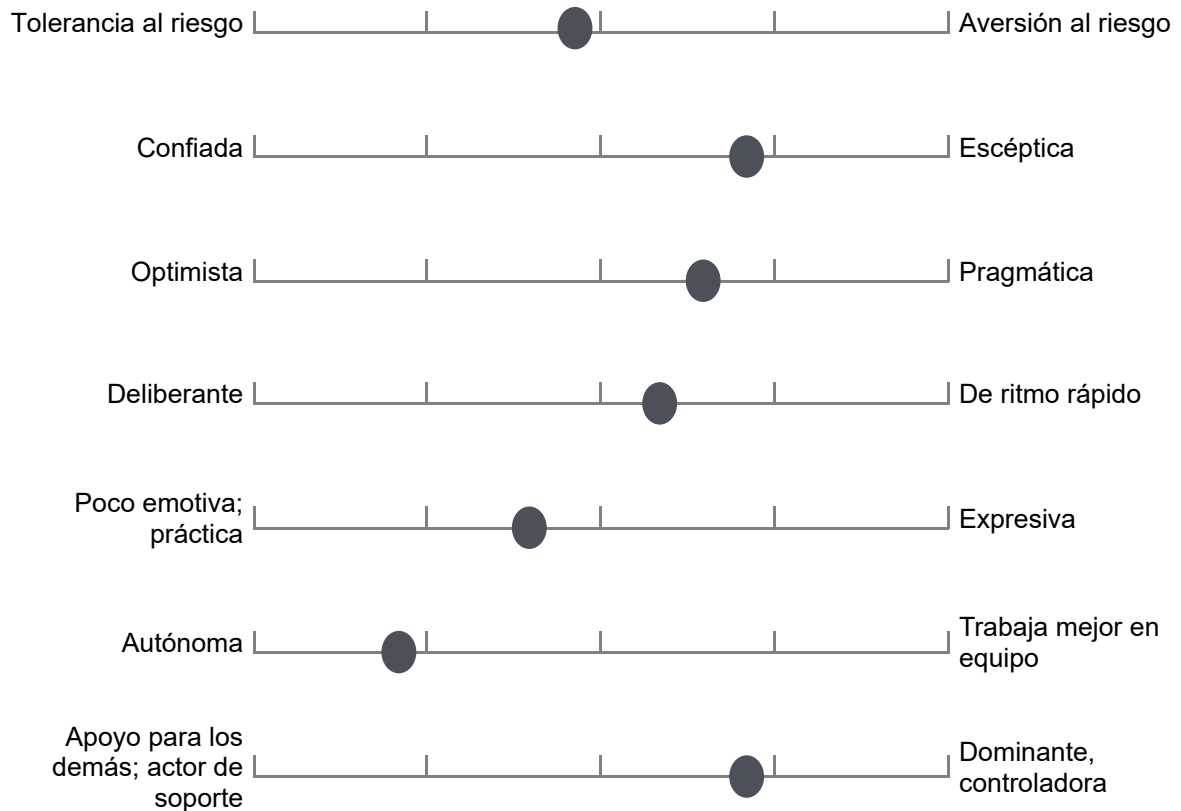 Tolerancia al riesgo
Aversión al riesgo
Confiada
Escéptica
Optimista
Pragmática
Deliberante
De ritmo rápido
Poco emotiva;
práctica
Expresiva
Autónoma
Trabaja mejor en
equipo
Apoyo para los
demás; actor de
soporte
Dominante,
controladora